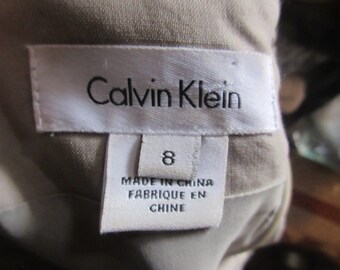 Calvin Klein
8
MADE IN CHINA
FABRIQUE EN
CHINE